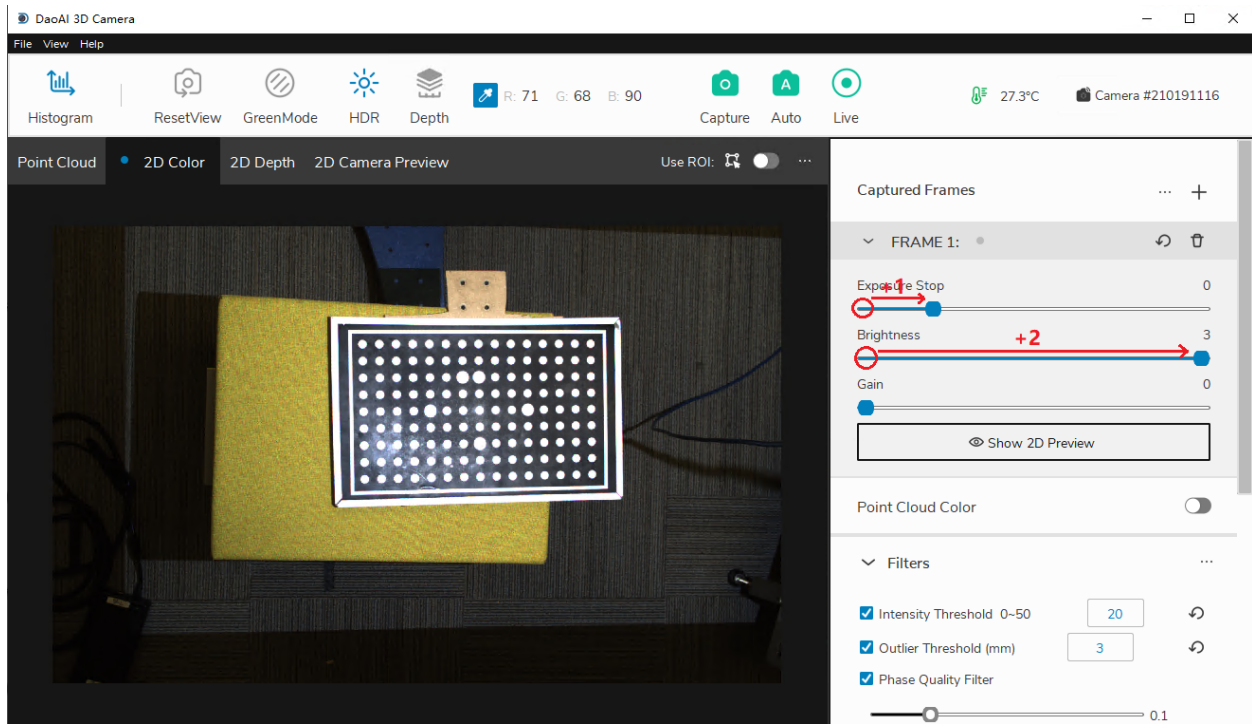 DaoAI 3D Camera
File View Help
Histogram
ResetView
GreenMode
HDR
Depth
R: 71 G: 68 B: 90
Capture
Auto
Live
27.3°C
Camera #210191116
Point Cloud
2D Color
2D Depth
2D Camera Preview
Use ROI:
Captured Frames
FRAME 1:
Exposure Stop 0
+1
Brightness 3
+2
Gain 0
Show 2D Preview
Point Cloud Color
Filters
Intensity Threshold 0~50 20
Outlier Threshold (mm) 3
Phase Quality Filter
0.1